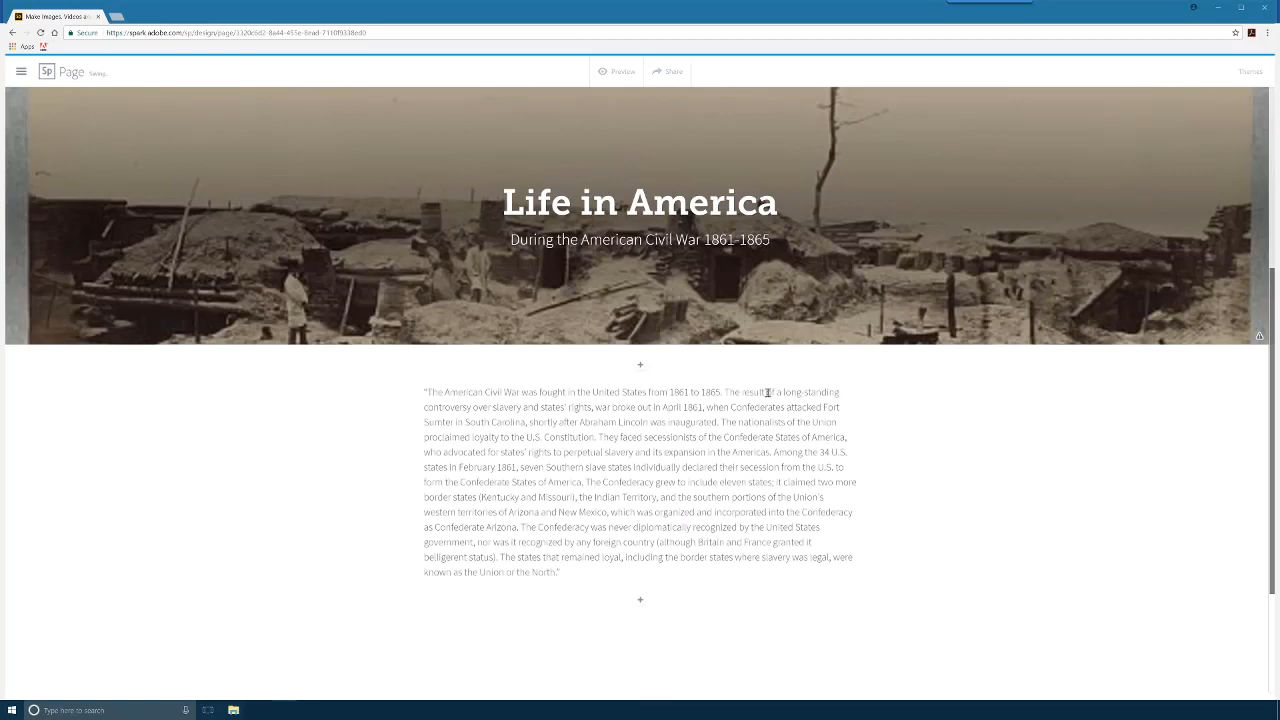 Make Images, Videos an
Secure https://spark.adobe.com/sp/design/page/3320c6d2-8a44-455e-8ead-7110f9338ed0
Apps
Sp Page Saving... Preview Share Themes
Life in America
During the American Civil War 1861-1865
"The American Civil War was fought in the United States from 1861 to 1865. The result of a long-standing
controversy over slavery and states' rights, war broke out in April 1861, when Confederates attacked Fort
Sumter in South Carolina, shortly after Abraham Lincoln was inaugurated. The nationalists of the Union
proclaimed loyalty to the U.S. Constitution. They faced secessionists of the Confederate States of America,
who advocated for states' rights to perpetual slavery and its expansion in the Americas. Among the 34 U.S.
states in February 1861, seven Southern slave states individually declared their secession from the U.S. to
form the Confederate States of America. The Confederacy grew to include eleven states; it claimed two more
border states (Kentucky and Missouri), the Indian Territory, and the southern portions of the Union's
western territories of Arizona and New Mexico, which was organized and incorporated into the Confederacy
as Confederate Arizona. The Confederacy was never diplomatically recognized by the United States
government, nor was it recognized by any foreign country (although Britain and France granted it
belligerent status). The states that remained loyal, including the border states where slavery was legal, were
known as the Union or the North."
Type here to search